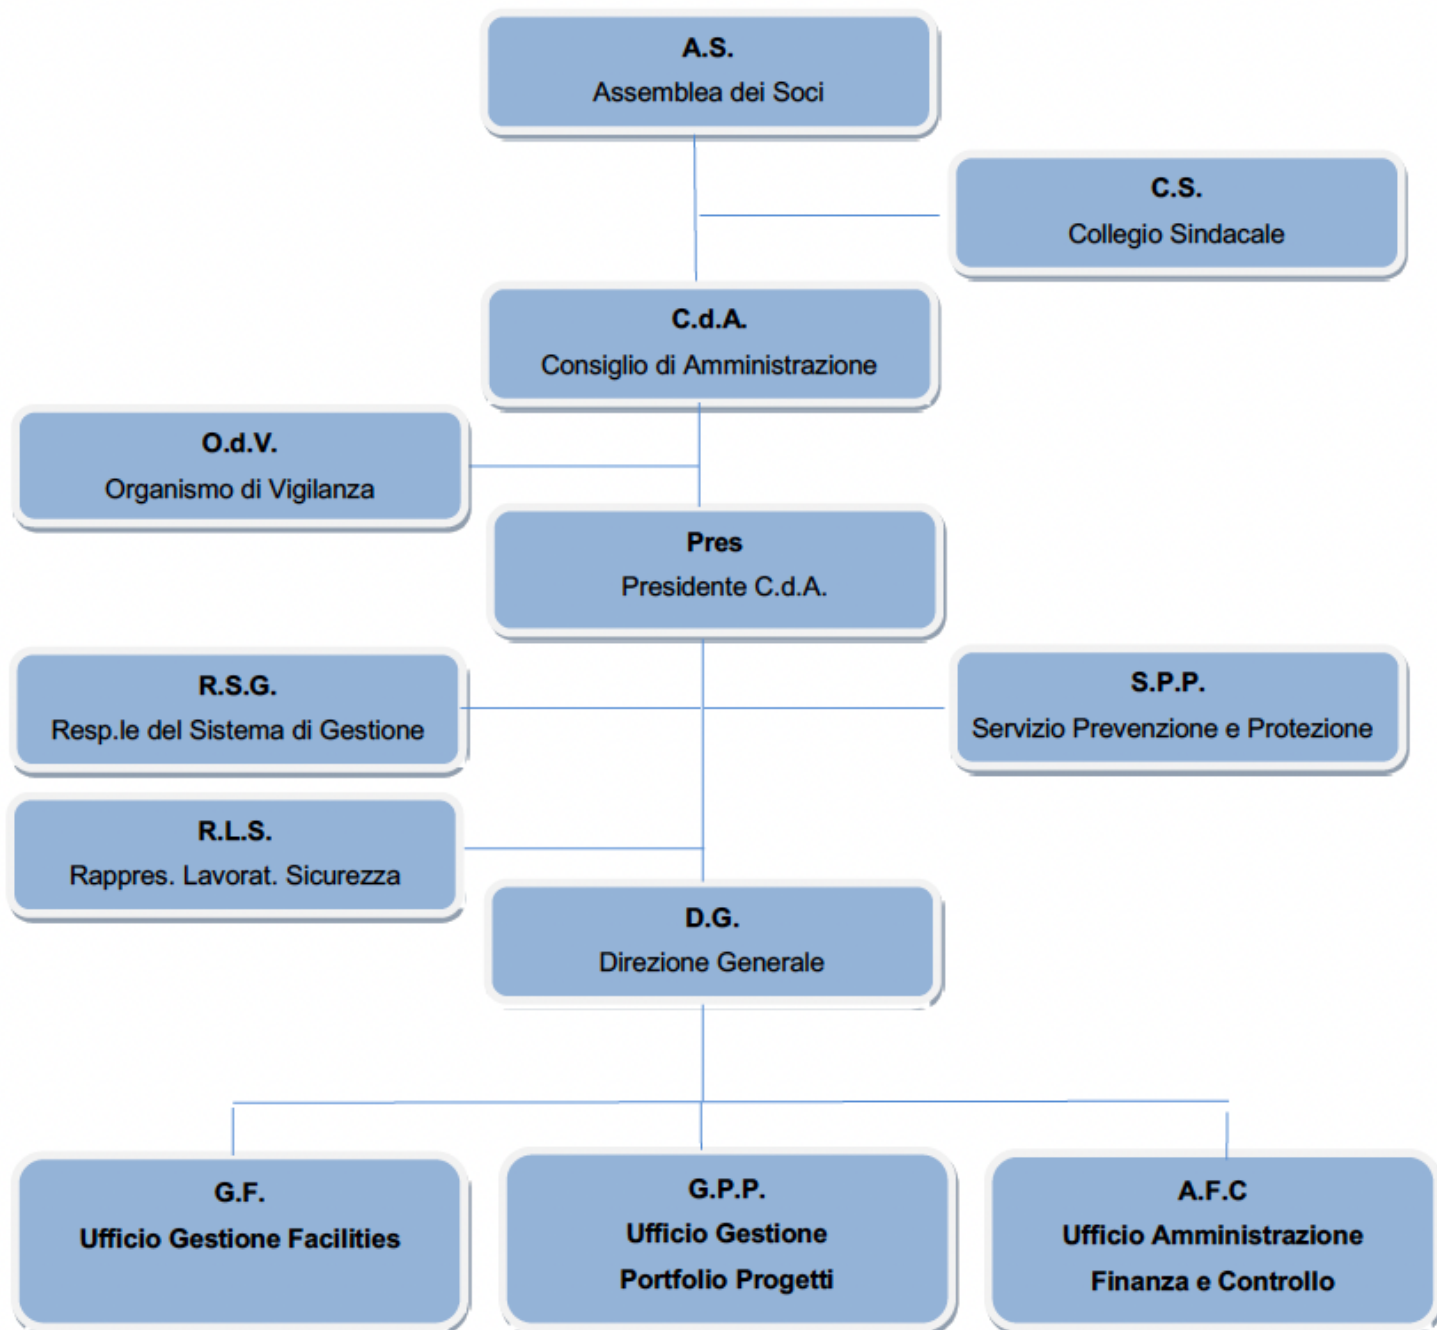 A.S.
Assemblea dei Soci
C.S.
Collegio Sindacale
C.d.A.
Consiglio di Amministrazione
O.d.V.
Organismo di Vigilanza
Pres
Presidente C.d.A.
R.S.G.
Resp.le del Sistema di Gestione
S.P.P.
Servizio Prevenzione e Protezione
R.L.S.
Rappres. Lavorat. Sicurezza
D.G.
Direzione Generale
G.F.
Ufficio Gestione Facilities
G.P.P.
Ufficio Gestione
Portfolio Progetti
A.F.C
Ufficio Amministrazione
Finanza e Controllo